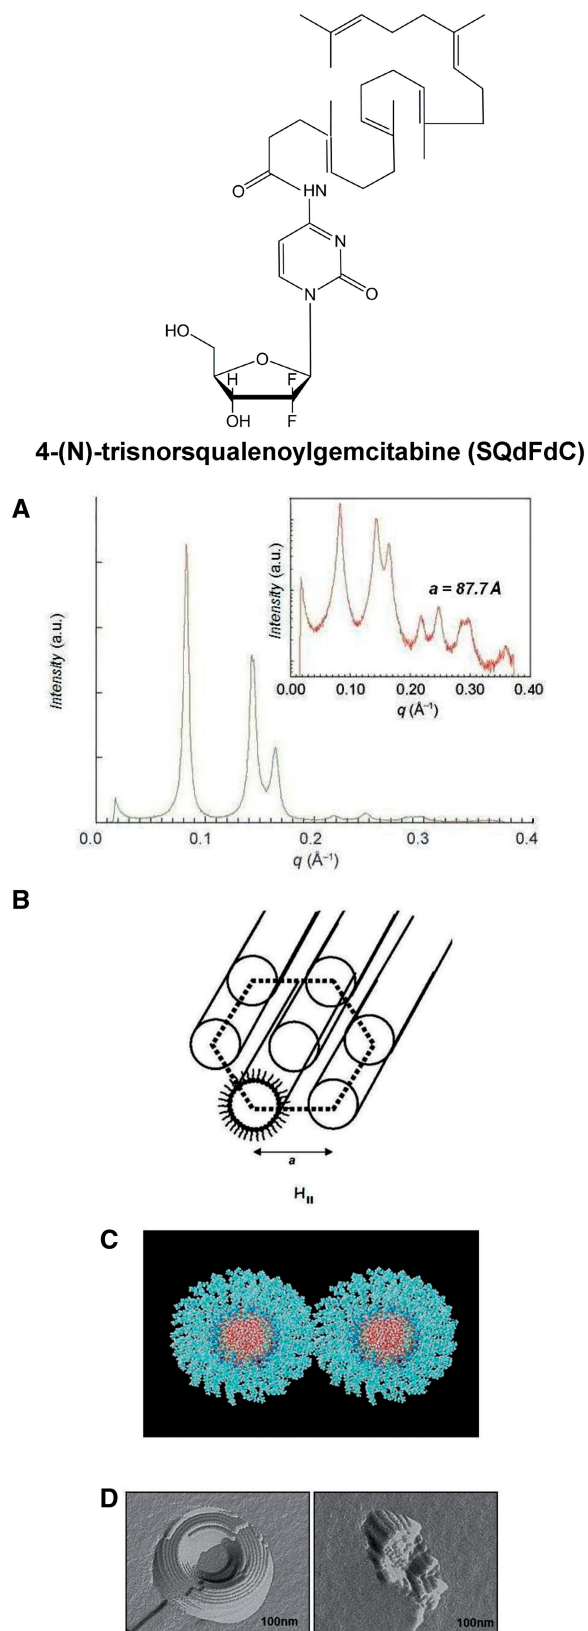 O
HN
N
N
O
HO
O
H
F
OH
F
4-(N)-trisnorsqualenoylgemcitabine (SQdFdC)
A
Intensity (a.u.)
a = 87.7 Å
Intensity (a.u.)
0.00 0.10 0.20 0.30 0.40
q (Å⁻¹)
0.0 0.1 0.2 0.3 0.4
q (Å⁻¹)
B
a
HII
C
D
100nm 100nm